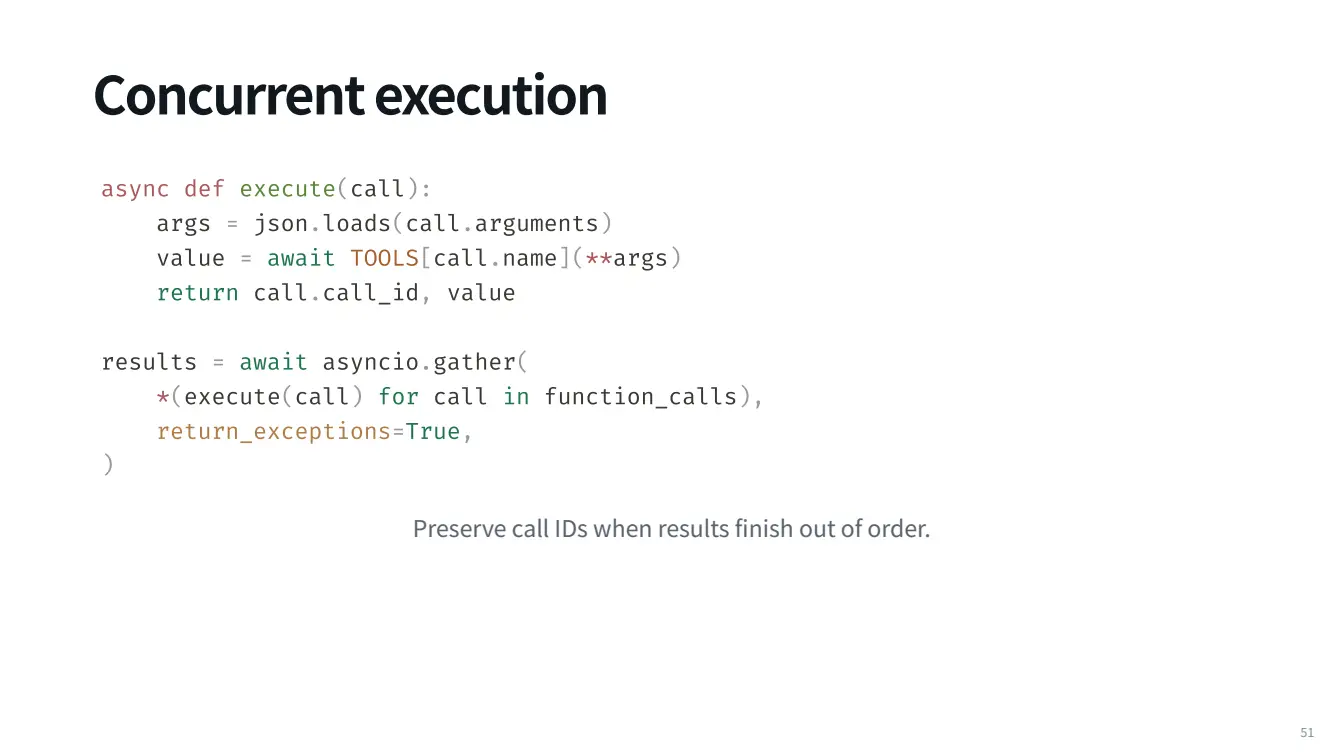 Concurrent execution
async def execute(call):
    args = json.loads(call.arguments)
    value = await TOOLS[call.name](**args)
    return call.call_id, value
results = await asyncio.gather(
    *(execute(call) for call in function_calls),
    return_exceptions=True,
)
Preserve call IDs when results finish out of order.
51